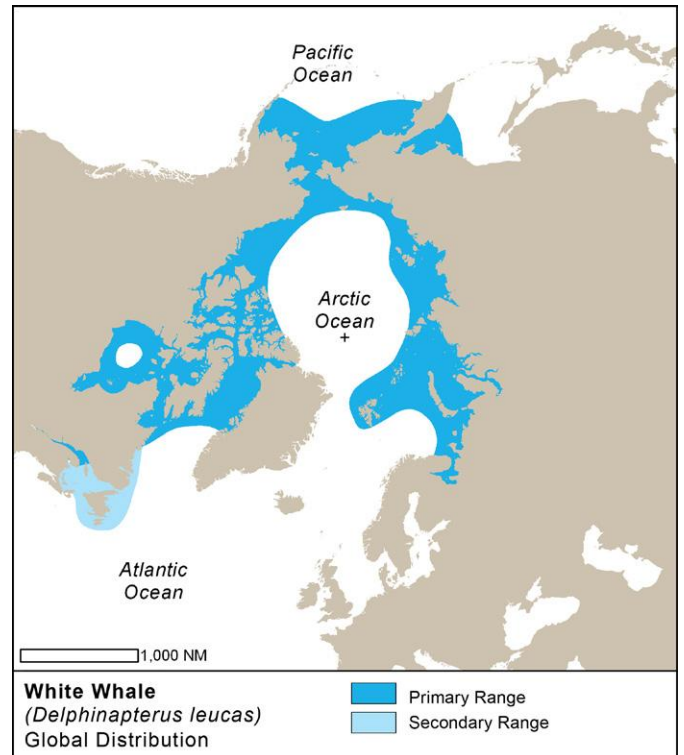 Pacific
Ocean
Arctic
Ocean
+
Atlantic
Ocean
1,000 NM
White Whale
(Delphinapterus leucas)
Global Distribution
Primary Range
Secondary Range